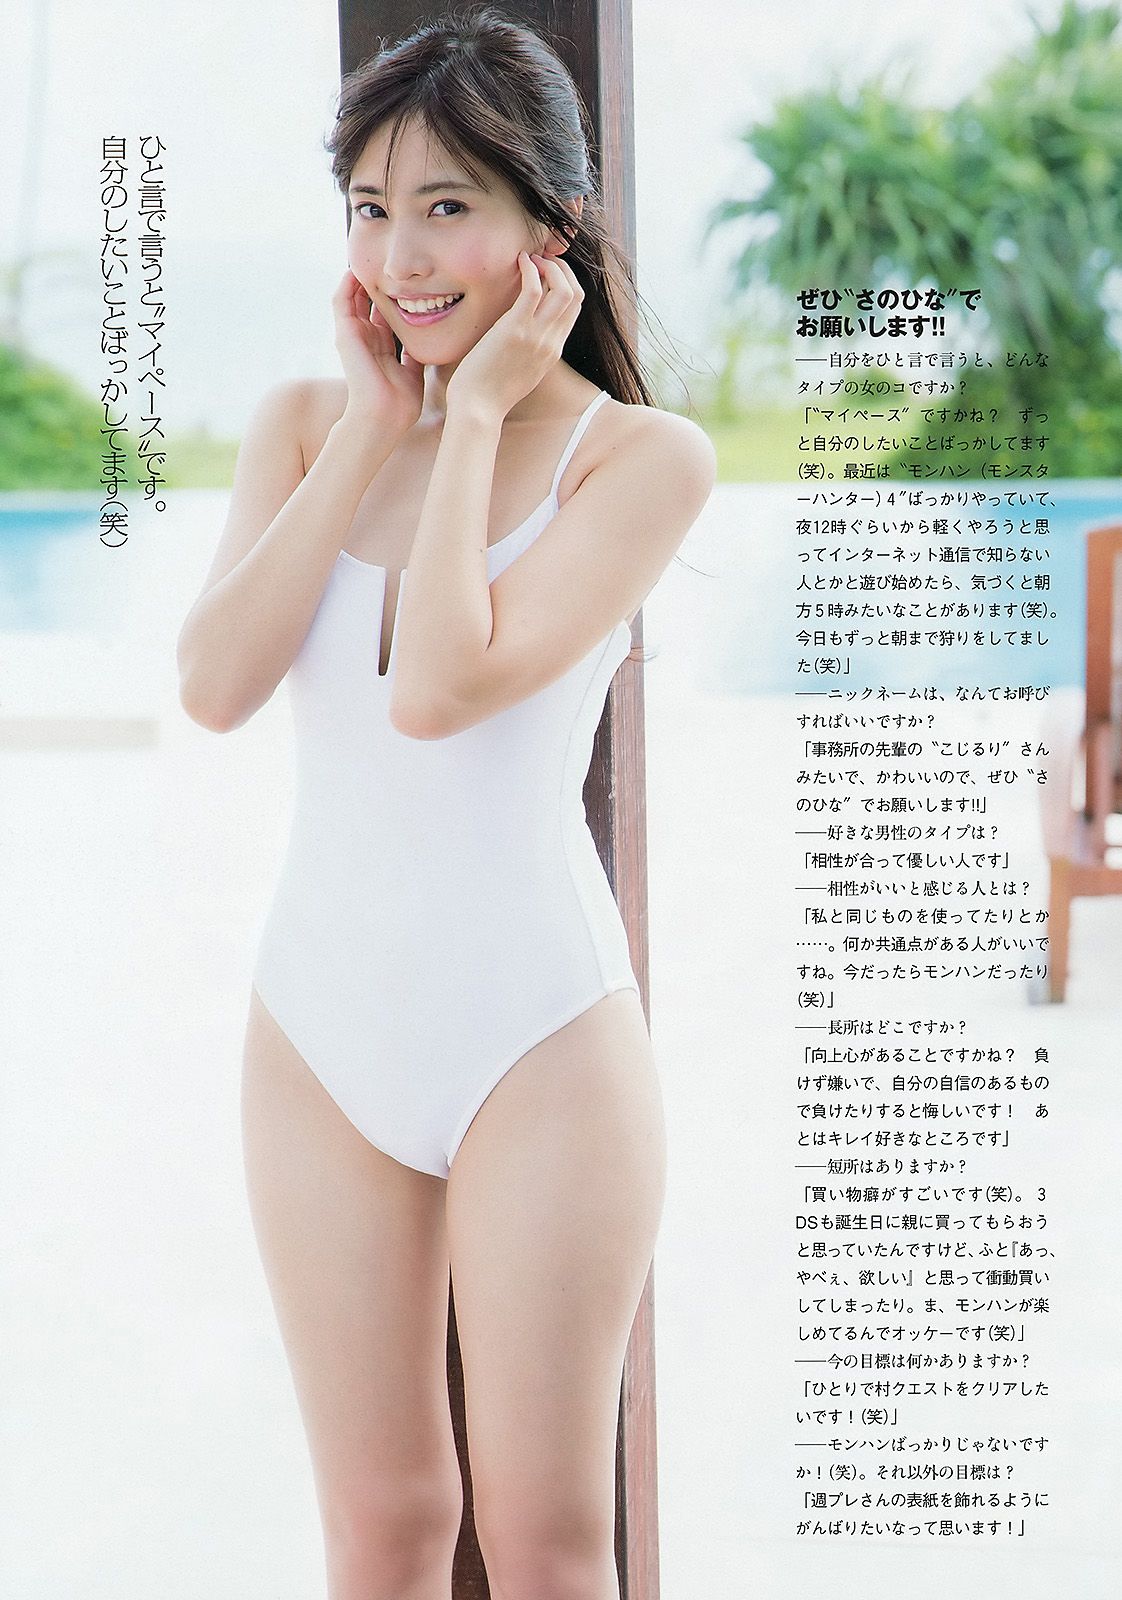 ひと言で言うと〝マイペース〟です。
自分のしたいことばっかしてます（笑）
ぜひ〝さのひな〟で
お願いします!!
――自分をひと言で言うと、どんな
タイプの女のコですか？
「〝マイペース〟ですかね？　ずっ
と自分のしたいことばっかしてます
(笑)。最近は〝モンハン（モンスタ
ーハンター）４〟ばっかりやっていて、
夜12時ぐらいから軽くやろうと思
ってインターネット通信で知らない
人とかと遊び始めたら、気づくと朝
方５時みたいなことがあります(笑)。
今日もずっと朝まで狩りをしてまし
た(笑)」
――ニックネームは、なんてお呼び
すればいいですか？
「事務所の先輩の〝こじるり〟さん
みたいで、かわいいので、ぜひ〝さ
のひな〟でお願いします!!」
――好きな男性のタイプは？
「相性が合って優しい人です」
――相性がいいと感じる人とは？
「私と同じものを使ってたりとか
……。何か共通点がある人がいいで
すね。今だったらモンハンだったり
(笑)」
――長所はどこですか？
「向上心があることですかね？　負
けず嫌いで、自分の自信のあるもの
で負けたりすると悔しいです！　あ
とはキレイ好きなところです」
――短所はありますか？
「買い物癖がすごいです(笑)。３
DSも誕生日に親に買ってもらおう
と思っていたんですけど、ふと『あっ、
やべぇ、欲しい』と思って衝動買い
してしまったり。ま、モンハンが楽
しめてるんでオッケーです(笑)」
――今の目標は何かありますか？
「ひとりで村クエストをクリアした
いです！(笑)」
――モンハンばっかりじゃないです
か！(笑)。それ以外の目標は？
「週プレさんの表紙を飾れるように
がんばりたいなって思います！」